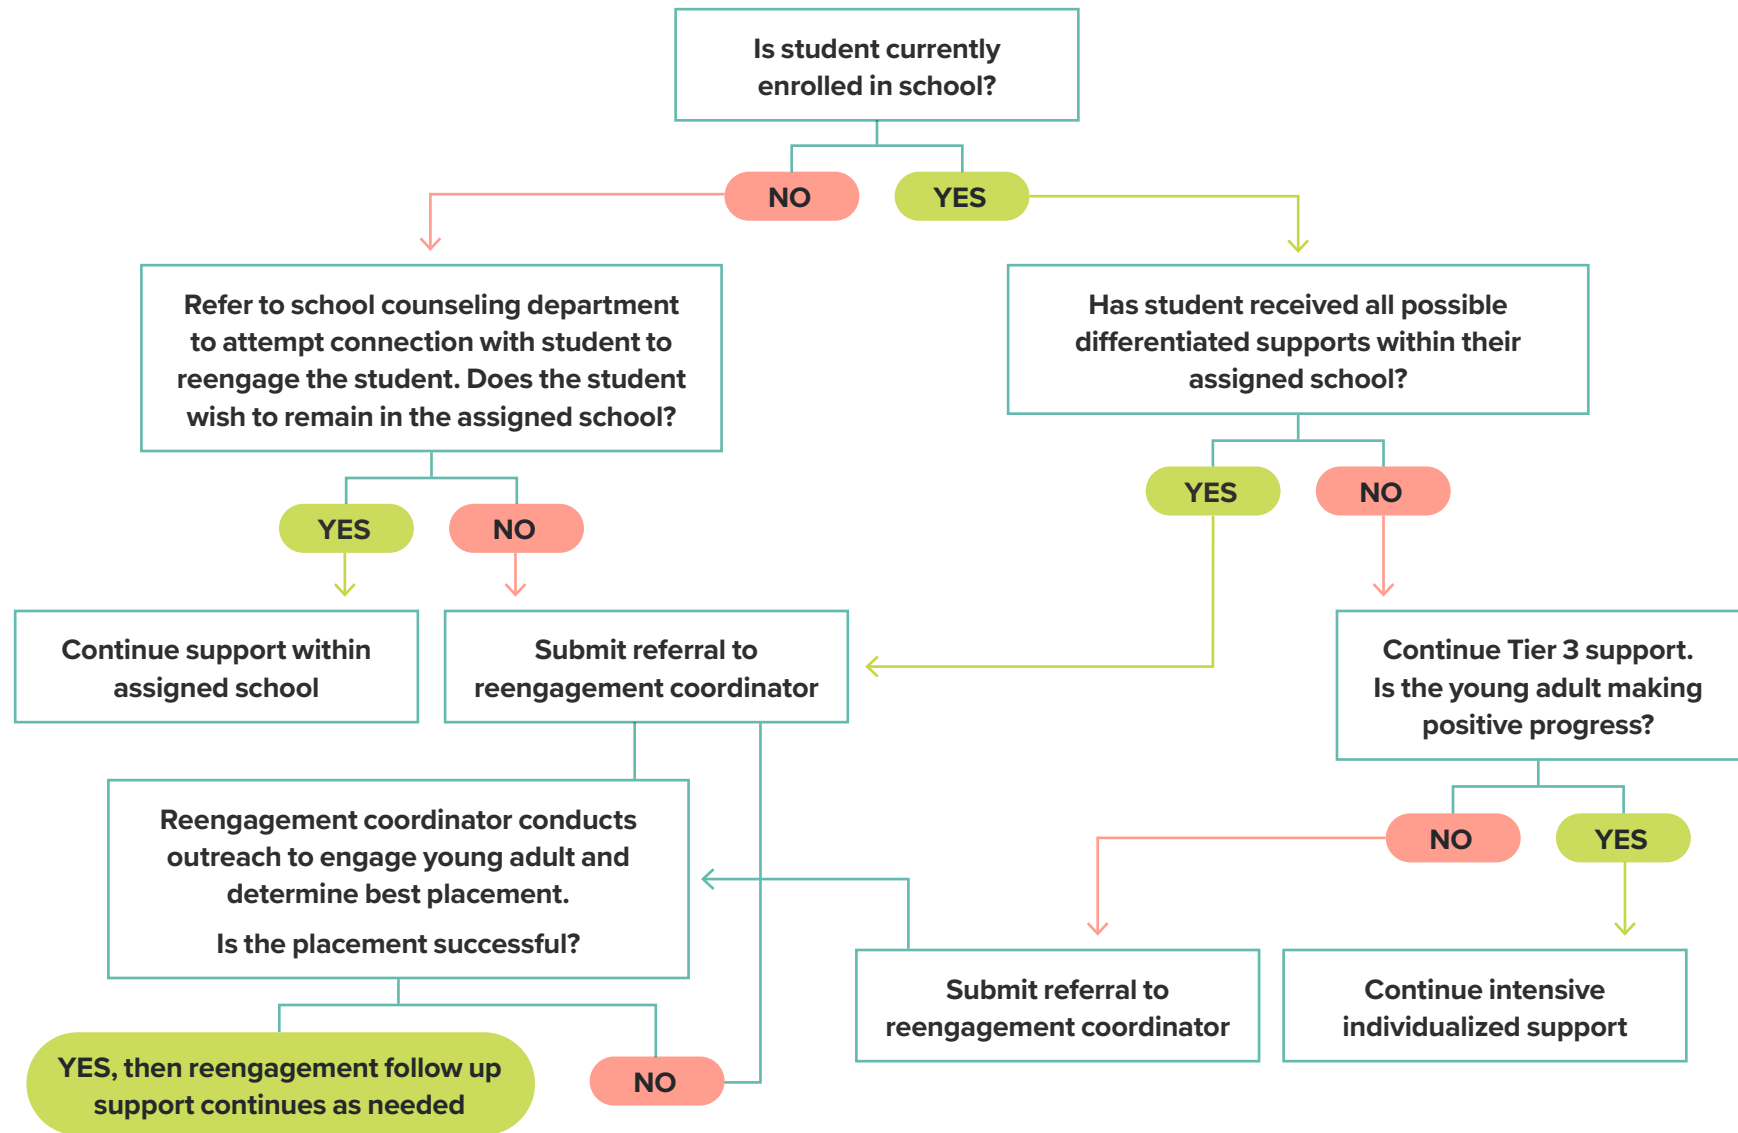 Is student currently
enrolled in school?
NO
YES
Refer to school counseling department
to attempt connection with student to
reengage the student. Does the student
wish to remain in the assigned school?
Has student received all possible
differentiated supports within their
assigned school?
YES
NO
YES
NO
Continue support within
assigned school
Submit referral to
reengagement coordinator
Continue Tier 3 support.
Is the young adult making
positive progress?
Reengagement coordinator conducts
outreach to engage young adult and
determine best placement.
Is the placement successful?
NO
YES
Submit referral to
reengagement coordinator
Continue intensive
individualized support
YES, then reengagement follow up
support continues as needed
NO